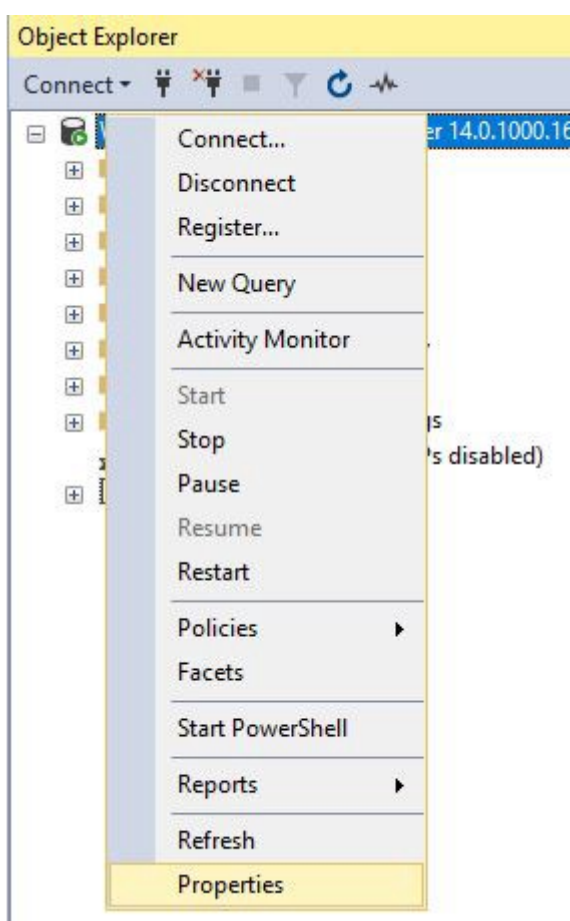 Object Explorer
Connect
er 14.0.1000.16
Connect...
Disconnect
Register...
New Query
Activity Monitor
Start
gs
Stop
's disabled)
Pause
Resume
Restart
Policies
Facets
Start PowerShell
Reports
Refresh
Properties